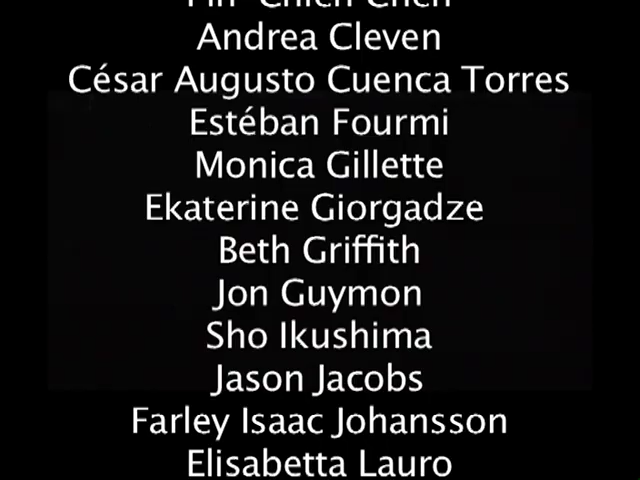 Andrea Cleven
César Augusto Cuenca Torres
Estéban Fourmi
Monica Gillette
Ekaterine Giorgadze
Beth Griffith
Jon Guymon
Sho Ikushima
Jason Jacobs
Farley Isaac Johansson
Elisabetta Lauro